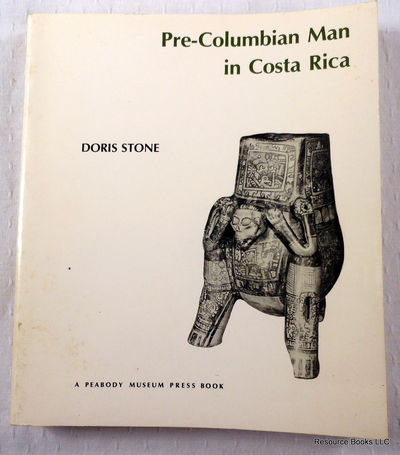 Pre-Columbian Man
in Costa Rica
DORIS STONE
A PEABODY MUSEUM PRESS BOOK
Resource Books LLC